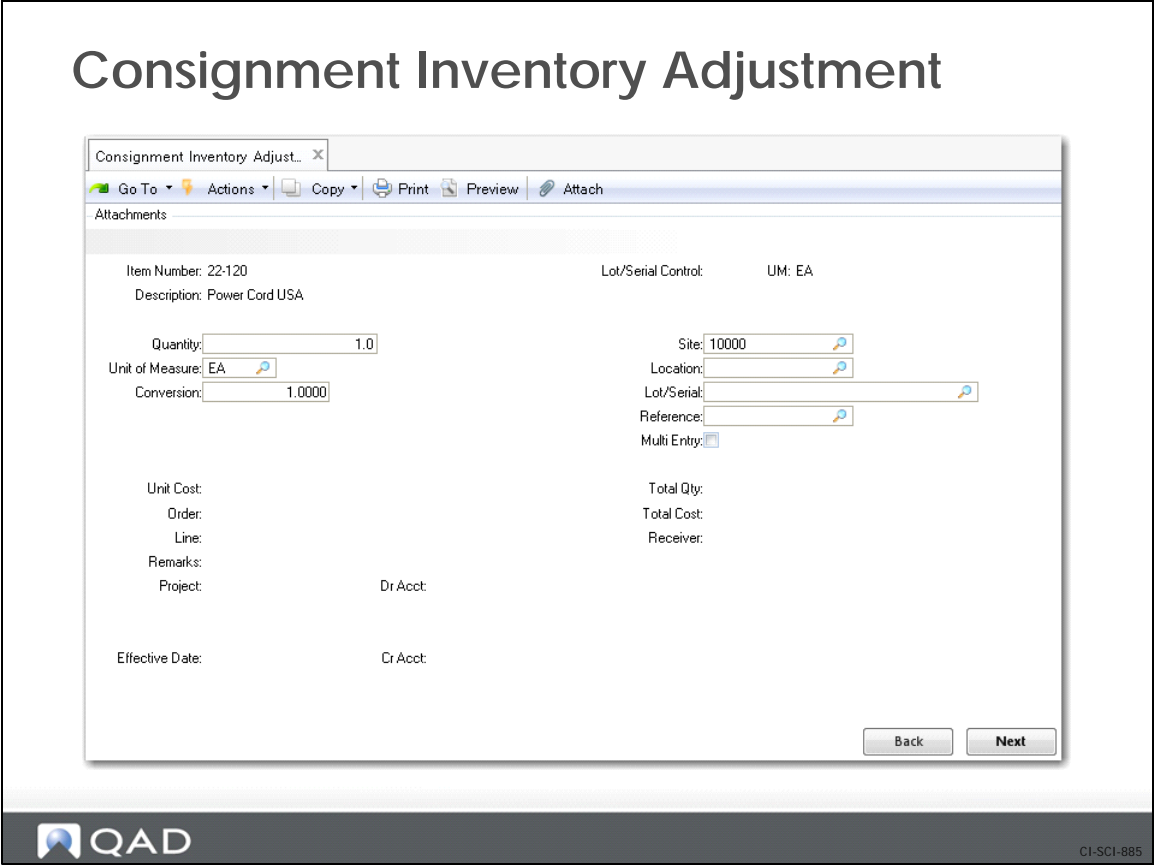 Consignment Inventory Adjustment
Consignment Inventory Adjust...
Go To Actions Copy Print Preview Attach
Attachments
Item Number: 22-120 Lot/Serial Control: UM: EA
Description: Power Cord USA
Quantity: 1.0 Site: 10000
Unit of Measure: EA Location:
Conversion: 1.0000 Lot/Serial:
Reference:
Multi Entry:
Unit Cost: Total Qty:
Order: Total Cost:
Line: Receiver:
Remarks:
Project: Dr Acct:
Effective Date: Cr Acct:
Back Next
QAD
CI-SCI-885